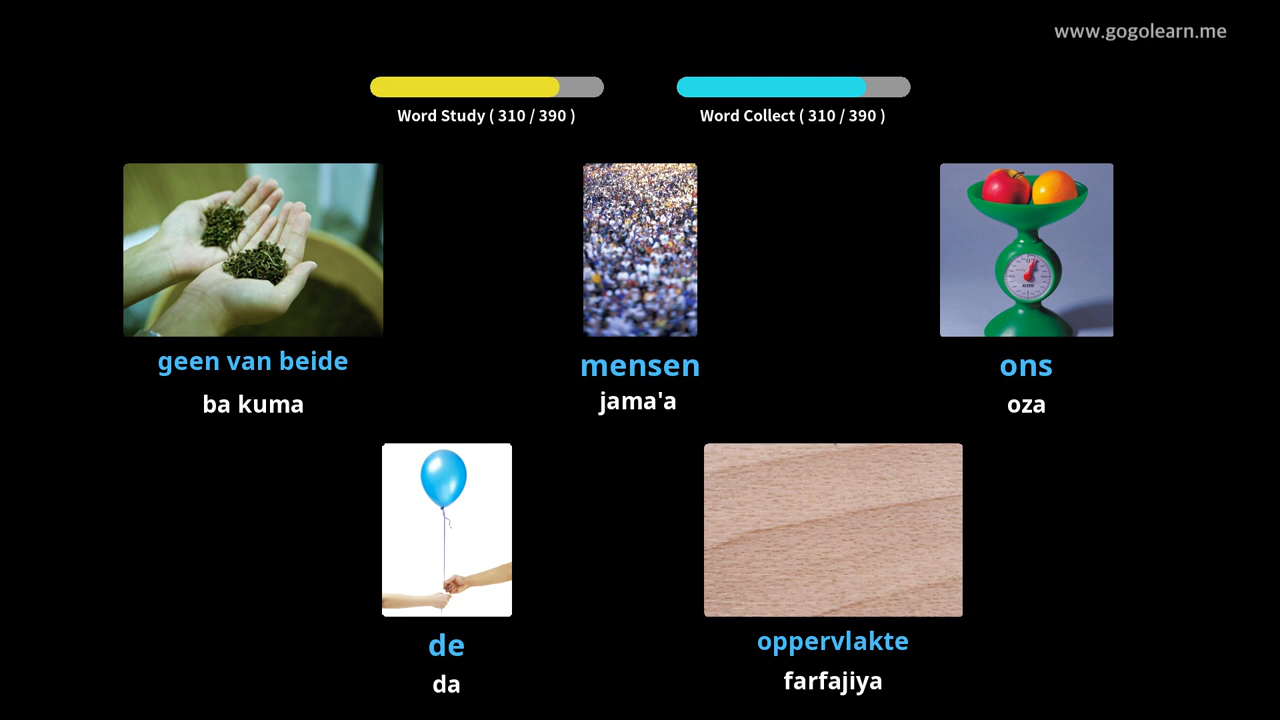 www.gogolearn.me
Word Study ( 310 / 390 )
Word Collect ( 310 / 390 )
geen van beide
ba kuma
mensen
jama'a
ons
oza
de
da
oppervlakte
farfajiya